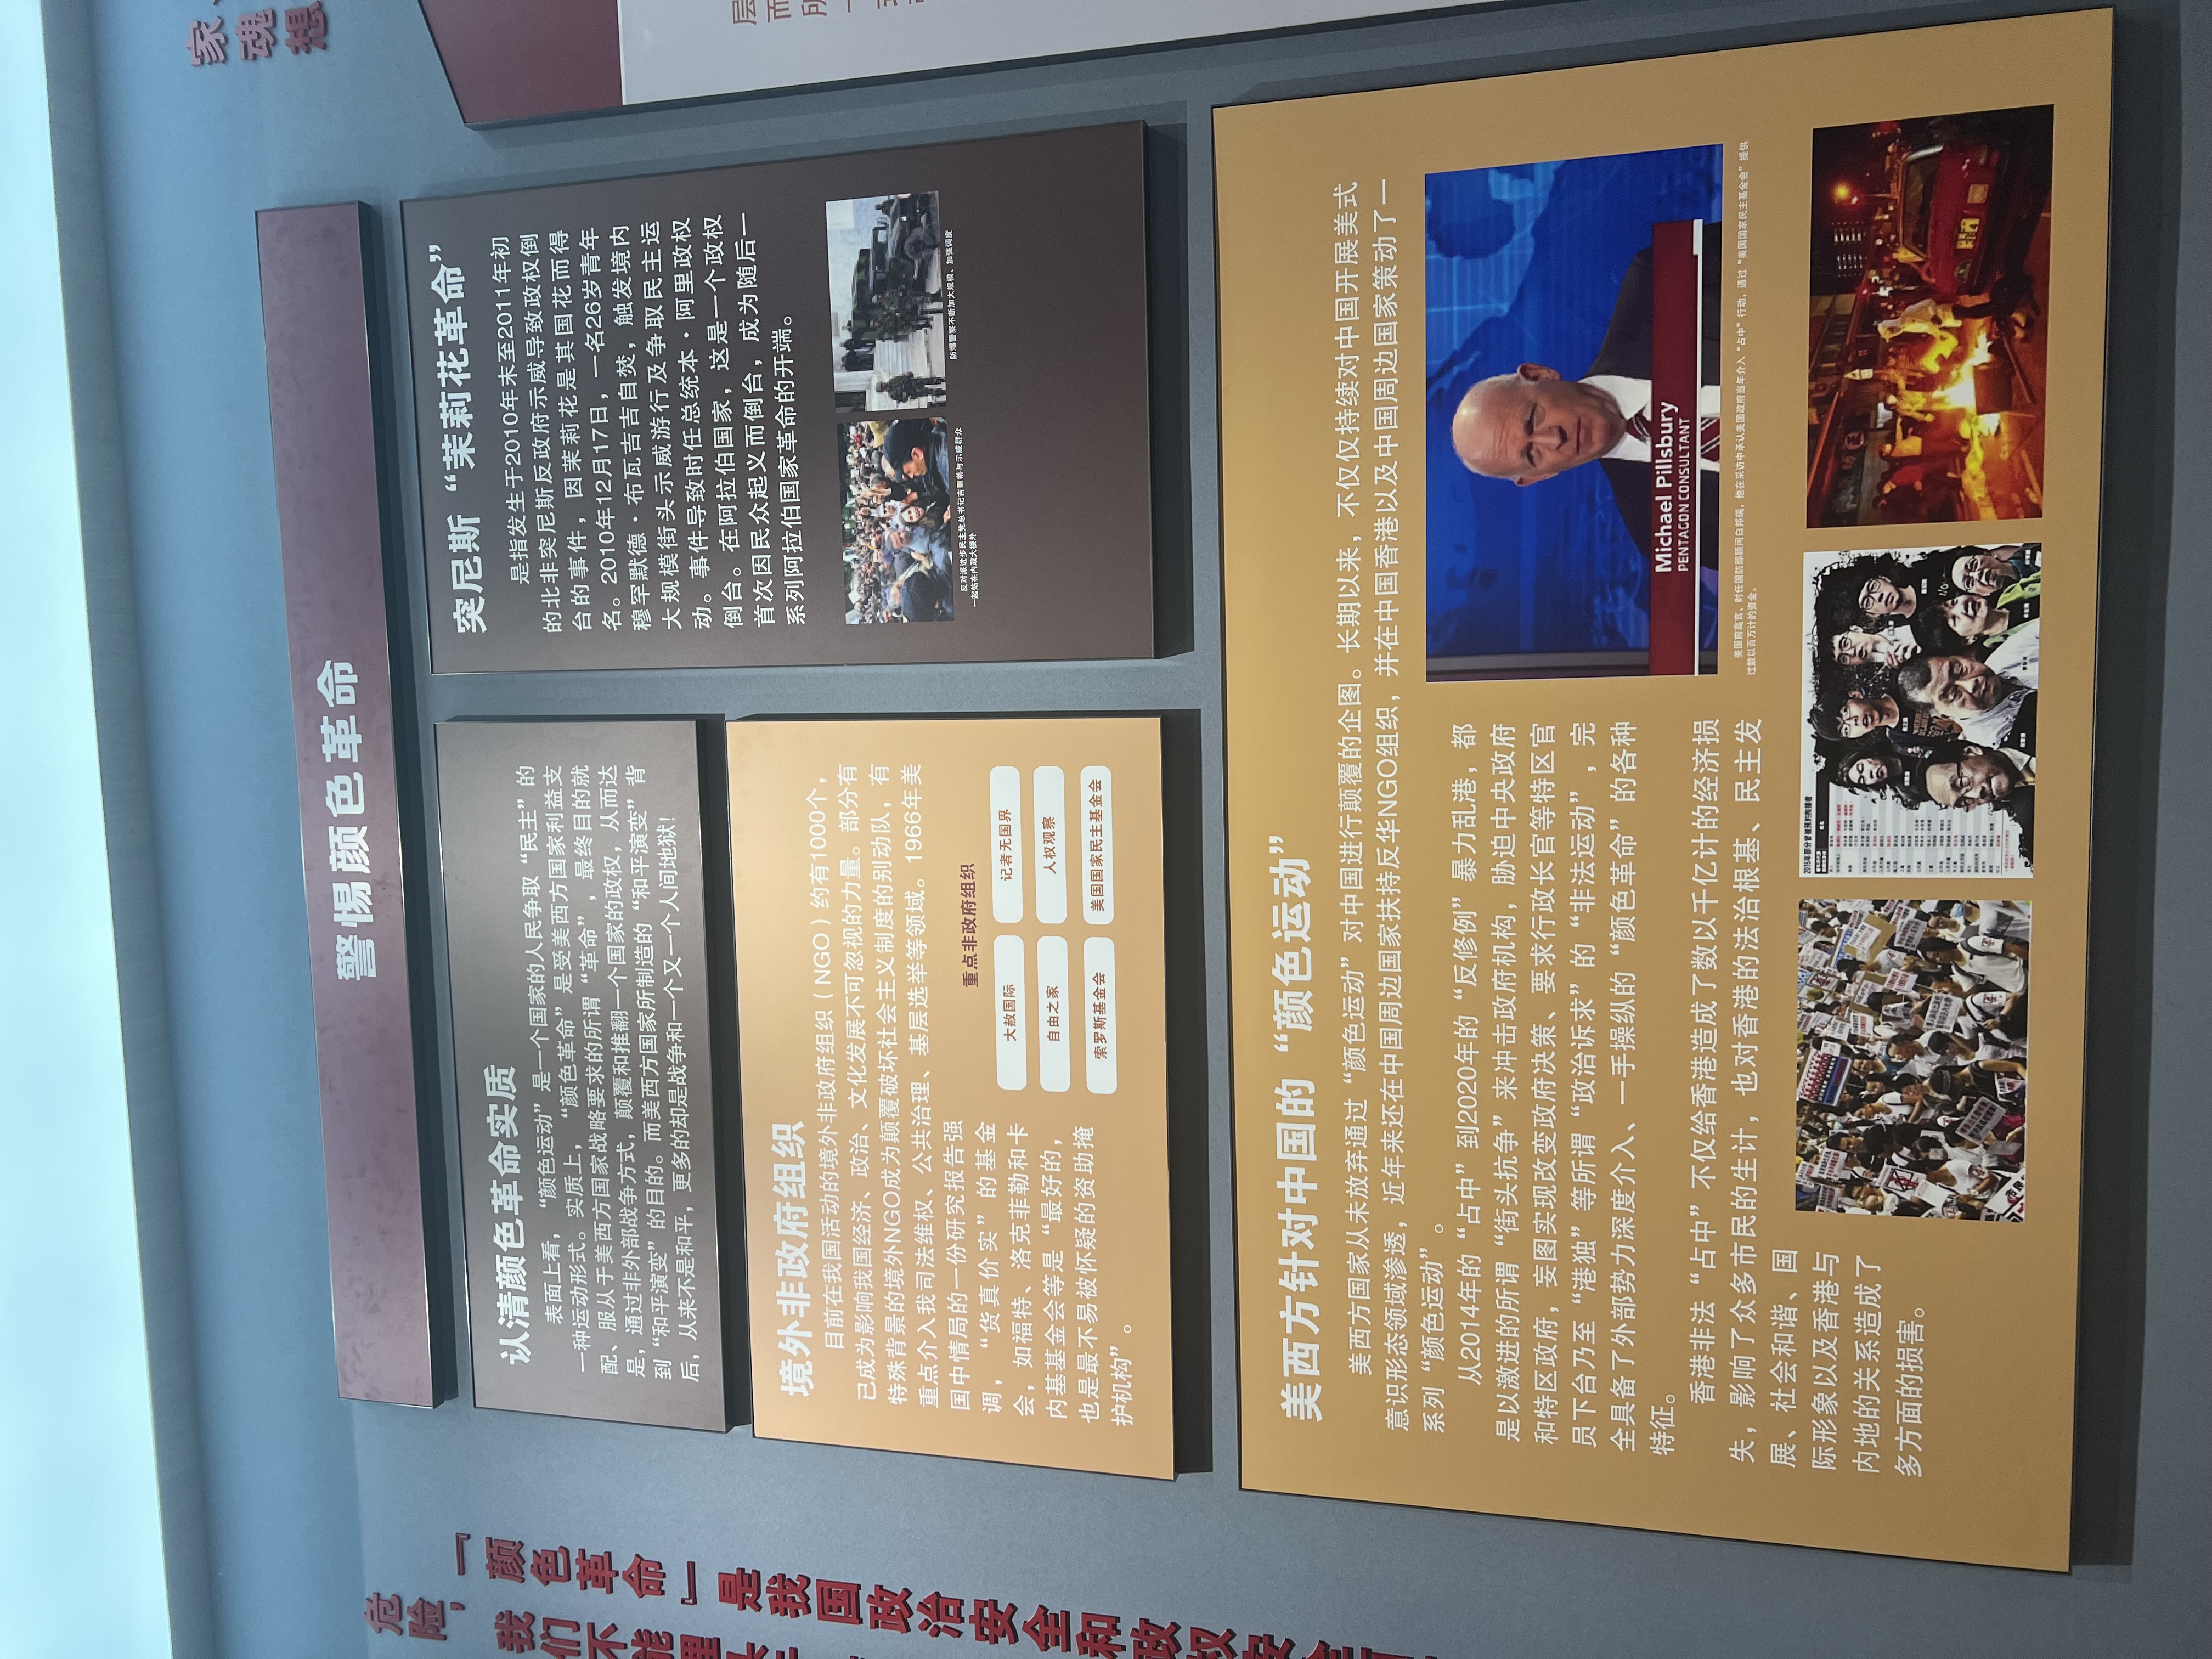 警惕颜色革命
认清颜色革命实质
表面上看，“颜色运动”是一个国家的人民争取“民主”的
一种运动形式。实质上，“颜色革命”是受美西方国家利益支
配、服从于美西方国家战略要求的所谓“革命”，最终目的就
是，通过非外部战争方式，颠覆和推翻一个国家的政权，从而达
到“和平演变”的目的。而美西方国家所制造的“和平演变”背
后，从来不是和平，更多的却是战争和一个又一个人间地狱！
境外非政府组织
目前在我国活动的境外非政府组织（NGO）约有1000个，
已成为影响我国经济、政治、文化发展不可忽视的力量。部分有
特殊背景的境外NGO成为颠覆破坏社会主义制度的别动队，有
重点介入我司法维权、公共治理、基层选举等领域。1966年美
国中情局的一份研究报告强
调，“货真价实”的基金
会，如福特、洛克菲勒和卡
内基基金会等是“最好的，
也是最不易被怀疑的资助掩
护机构”。
重点非政府组织
大赦国际
记者无国界
自由之家
人权观察
索罗斯基金会
美国国家民主基金会
突尼斯“茉莉花革命”
是指发生于2010年末至2011年初
的北非突尼斯反政府示威导致政权倒
台的事件，因茉莉花是其国花而得
名。2010年12月17日，一名26岁青年
穆罕默德·布瓦吉吉自焚，触发境内
大规模街头示威游行及争取民主运
动。事件导致时任总统本·阿里政权
倒台。在阿拉伯国家，这是一个政权
首次因民众起义而倒台，成为随后一
系列阿拉伯国家革命的开端。
反对派进步民主党总书记吉丽蒂与示威群众
一起站在内政大楼外
防爆警察不断加大规模、加强调度
美西方针对中国的“颜色运动”
美西方国家从未放弃通过“颜色运动”对中国进行颠覆的企图。长期以来，不仅仅持续对中国开展美式
意识形态领域渗透，近年来还在中国周边国家扶持反华NGO组织，并在中国香港以及中国周边国家策动了一
系列“颜色运动”。
从2014年的“占中”到2020年的“反修例”暴力乱港，都
是以激进的所谓“街头抗争”来冲击政府机构，胁迫中央政府
和特区政府，妄图实现改变政府决策、要求行政长官等特区官
员下台乃至“港独”等所谓“政治诉求”的“非法运动”，完
全具备了外部势力深度介入、一手操纵的“颜色革命”的各种
特征。
香港非法“占中”不仅给香港造成了数以千亿计的经济损
失，影响了众多市民的生计，也对香港的法治根基、民主发
展、社会和谐、国
际形象以及香港与
内地的关系造成了
多方面的损害。
Michael Pillsbury
PENTAGON CONSULTANT
美国前高官、时任国防部顾问白邦瑞，他在采访中承认美国政府当年介入“占中”行动，通过“美国国家民主基金会”提供
过数以百万计的资金。
2015年部分曾被预约拘捕者
『颜色革命』是我国政治安全和政权安全面
危险，我们不能埋头于
家
魂
想
层
而
所